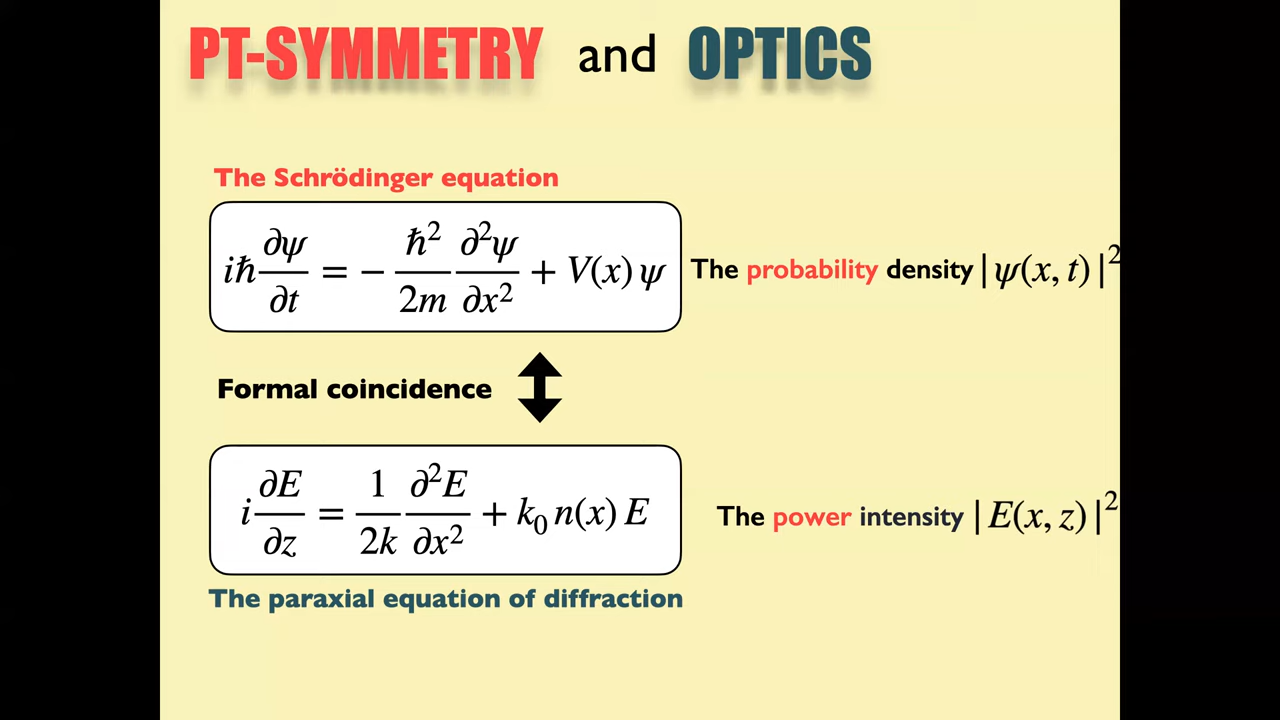 PT-SYMMETRY and OPTICS
The Schrödinger equation
iħ ∂ψ/∂t = − ħ²/2m ∂²ψ/∂x² + V(x) ψ
The probability density |ψ(x, t)|²
Formal coincidence
i ∂E/∂z = 1/2k ∂²E/∂x² + k₀ n(x) E
The power intensity |E(x, z)|²
The paraxial equation of diffraction